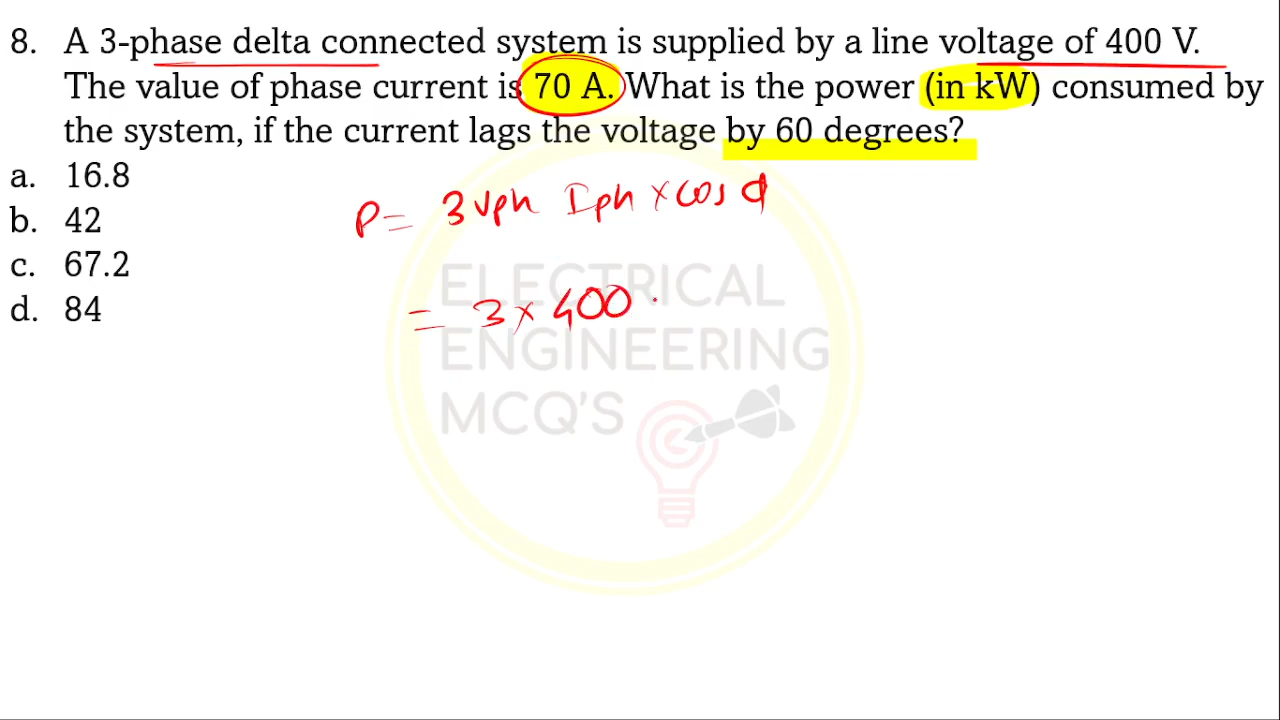 8. A 3-phase delta connected system is supplied by a line voltage of 400 V.
The value of phase current is 70 A. What is the power (in kW) consumed by
the system, if the current lags the voltage by 60 degrees?
a. 16.8
b. 42
c. 67.2
d. 84
P= 3Vph Iph × cos ϕ
= 3 × 400
ELECTRICAL
ENGINEERING
MCQ'S